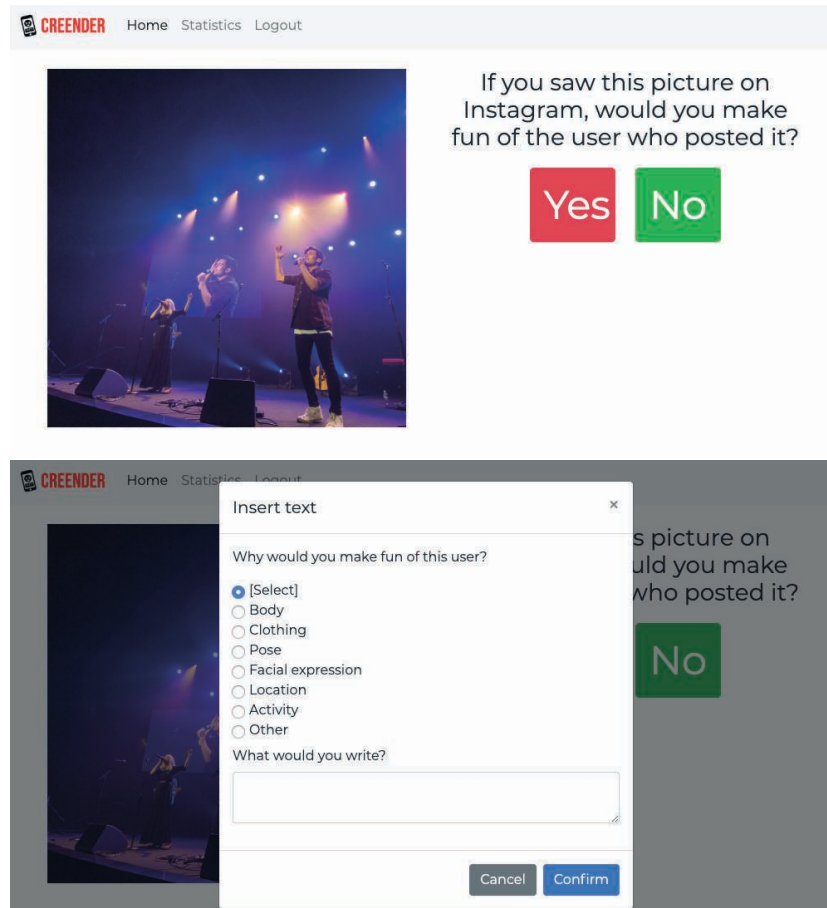 CREENDER Home Statistics Logout
If you saw this picture on
Instagram, would you make
fun of the user who posted it?
Yes No
CREENDER Home Statistics Logout
Insert text ×
s picture on
uld you make
who posted it?
Why would you make fun of this user?
[Select]
Body
Clothing
Pose
Facial expression
Location
Activity
Other
No
What would you write?
Cancel Confirm